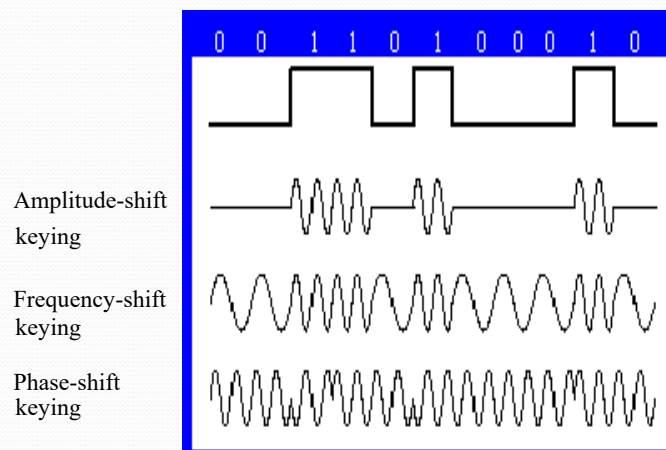 0 0 1 1 0 1 0 0 0 1 0
Amplitude-shift
keying
Frequency-shift
keying
Phase-shift
keying